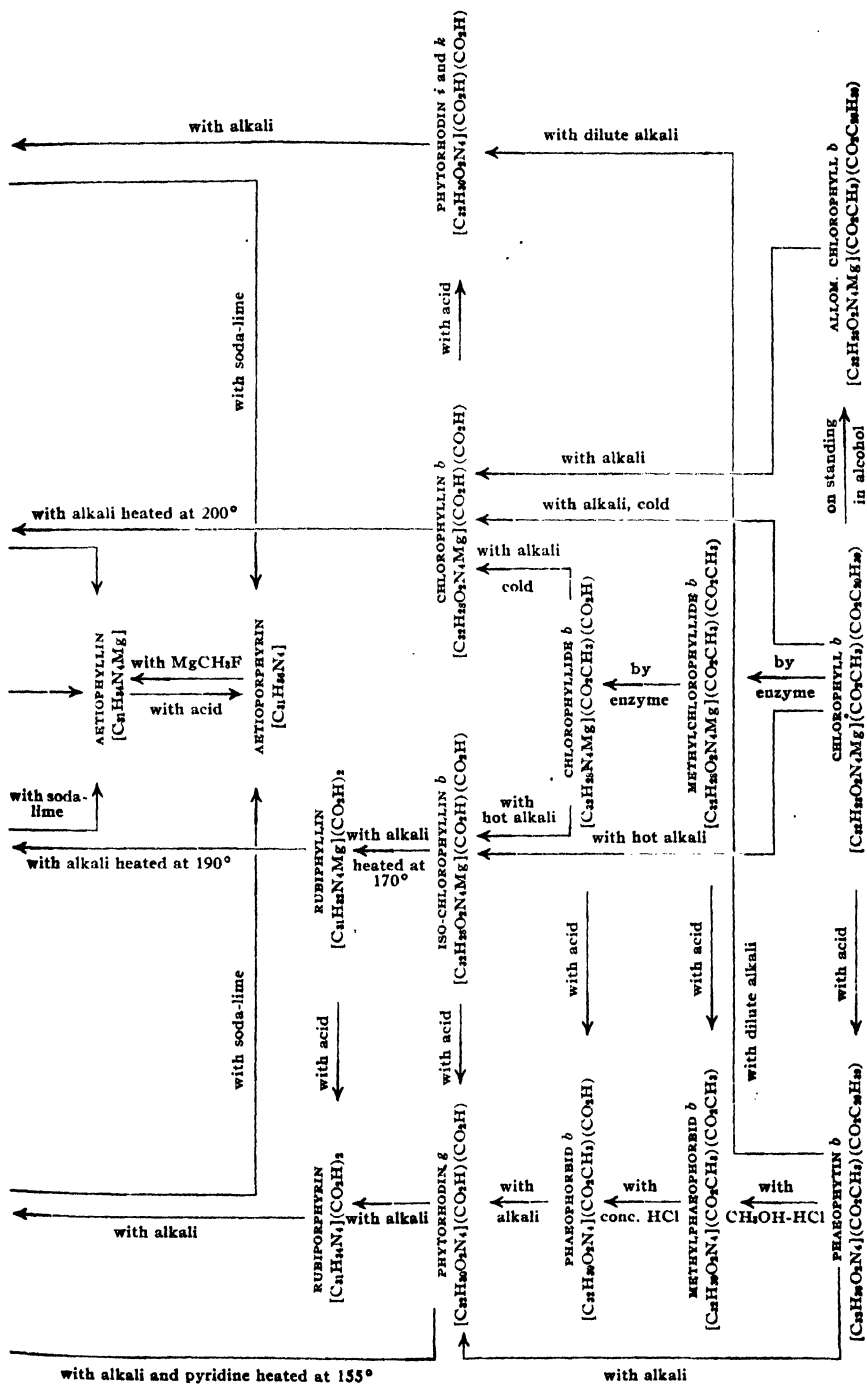 with alkali and pyridine heated at 155°
with alkali
with alkali heated at 190°
with soda-
lime
with alkali heated at 200°
with alkali
AETIOPHYLLIN
[C₃₁H₃₄N₄Mg]
with MgCH₃F
with acid
with soda-lime
AETIOPORPHYRIN
[C₃₁H₃₆N₄]
with soda-lime
RUBIPORPHYRIN
[C₃₁H₃₄N₄](CO₂H)₂
with acid
RUBIPHYLLIN
[C₃₁H₃₂N₄Mg](CO₂H)₂
with alkali
with alkali
heated at
170°
PHYTORHODIN g
[C₃₂H₃₀O₂N₄](CO₂H)(CO₂H)
with acid
ISO-CHLOROPHYLLIN b
[C₃₂H₂₈O₂N₄Mg](CO₂H)(CO₂H)
CHLOROPHYLLIN b
[C₃₂H₂₈O₂N₄Mg](CO₂H)(CO₂H)
with acid
PHYTORHODIN i and k
[C₃₂H₃₀O₂N₄](CO₂H)(CO₂H)
with
alkali
with
hot alkali
with alkali
cold
with alkali, cold
with alkali
with dilute alkali
PHAEOPHORBID b
[C₃₂H₃₀O₂N₄](CO₂CH₃)(CO₂H)
with acid
CHLOROPHYLLIDE b
[C₃₂H₂₈N₄Mg](CO₂CH₃)(CO₂H)
with
conc. HCl
with hot alkali
by
enzyme
METHYLPHAEOPHORBID b
[C₃₂H₃₀O₂N₄](CO₂CH₃)(CO₂CH₃)
with acid
METHYLCHLOROPHYLLIDE b
[C₃₂H₂₈O₂N₄Mg](CO₂CH₃)(CO₂CH₃)
with dilute alkali
with alkali
with
CH₃OH-HCl
by
enzyme
PHAEOPHYTIN b
[C₃₂H₃₀O₂N₄](CO₂CH₃)(CO₂C₂₀H₃₉)
with acid
CHLOROPHYLL b
[C₃₂H₂₈O₂N₄Mg](CO₂CH₃)(CO₂C₂₀H₃₉)
on standing
in alcohol
ALLOM. CHLOROPHYLL b
[C₃₂H₂₈O₂N₄Mg](CO₂CH₃)(CO₂C₂₀H₃₉)